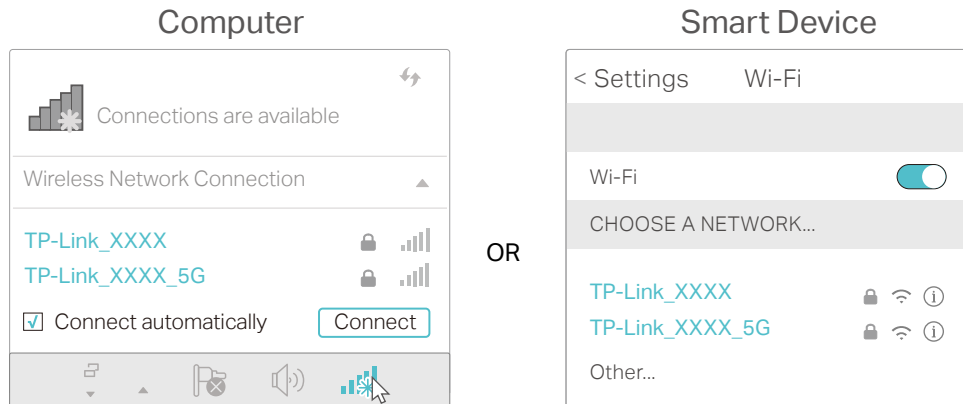 Computer
Connections are available
Wireless Network Connection
TP-Link_XXXX
TP-Link_XXXX_5G
Connect automatically
Connect
OR
Smart Device
< Settings
Wi-Fi
Wi-Fi
CHOOSE A NETWORK...
TP-Link_XXXX
TP-Link_XXXX_5G
Other...